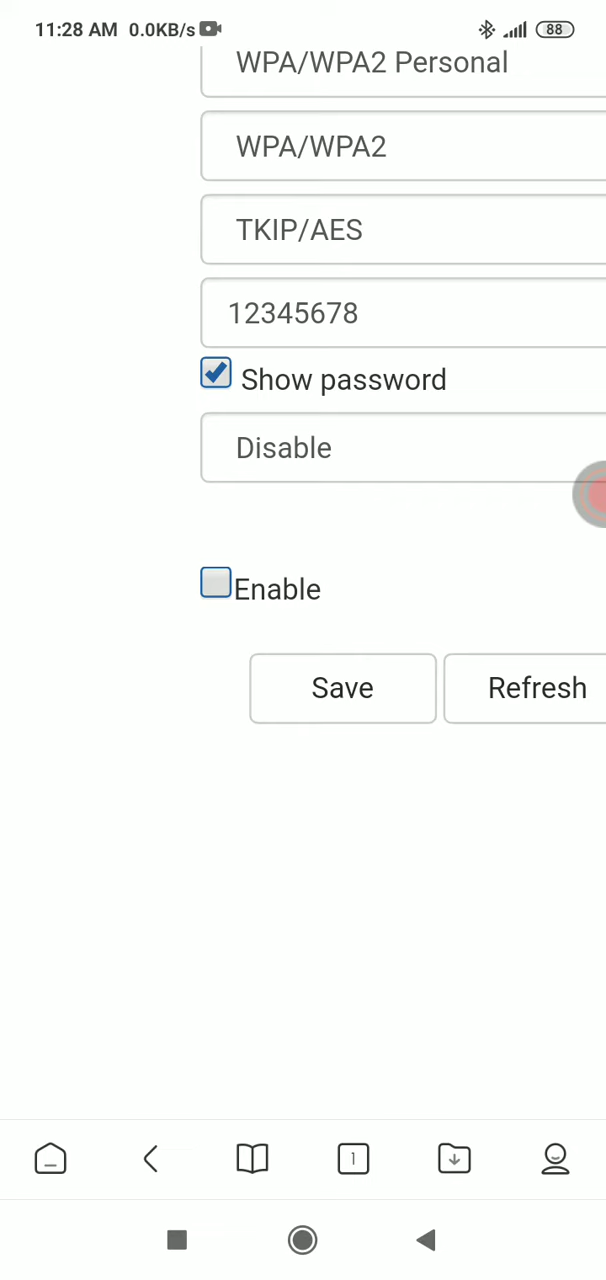 11:28 AM 0.0KB/s 88
WPA/WPA2 Personal
WPA/WPA2
TKIP/AES
12345678
Show password
Disable
Enable
Save Refresh
1